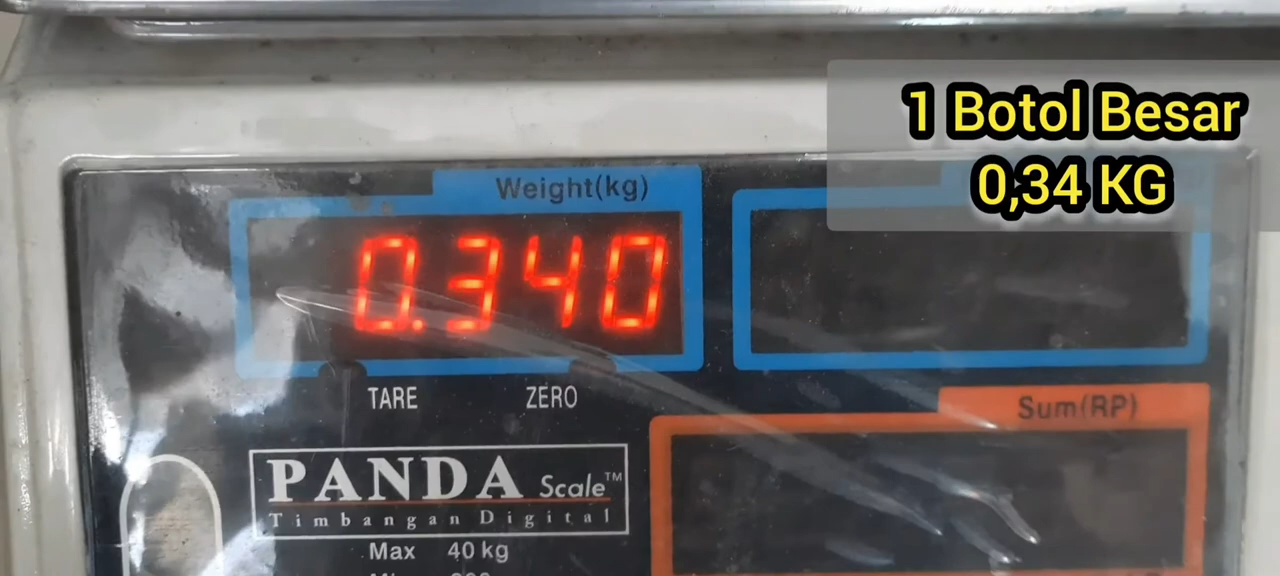 1 Botol Besar
0,34 KG
Weight(kg)
0.340
TARE ZERO
Sum(RP)
PANDA Scale™
Timbangan Digital
Max 40 kg